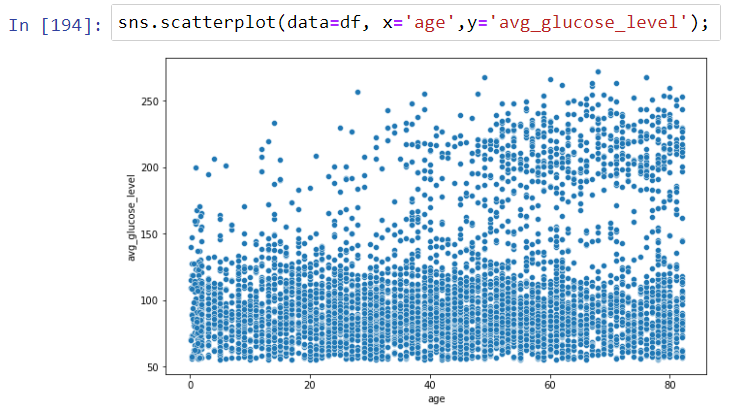 In [194]: sns.scatterplot(data=df, x='age',y='avg_glucose_level');
250
200
150
100
50
avg_glucose_level
0 20 40 60 80
age